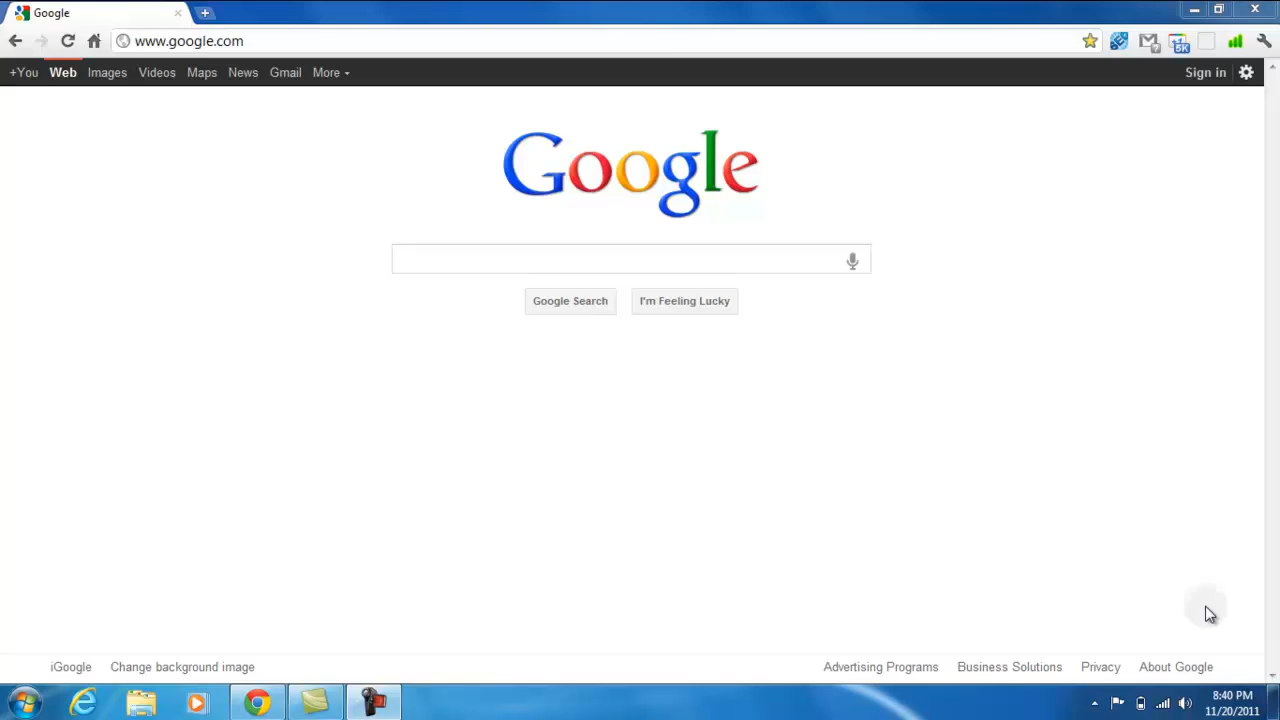 Google
www.google.com
5K
+You Web Images Videos Maps News Gmail More Sign in
Google
Google Search I'm Feeling Lucky
iGoogle Change background image Advertising Programs Business Solutions Privacy About Google
8:40 PM
11/20/2011